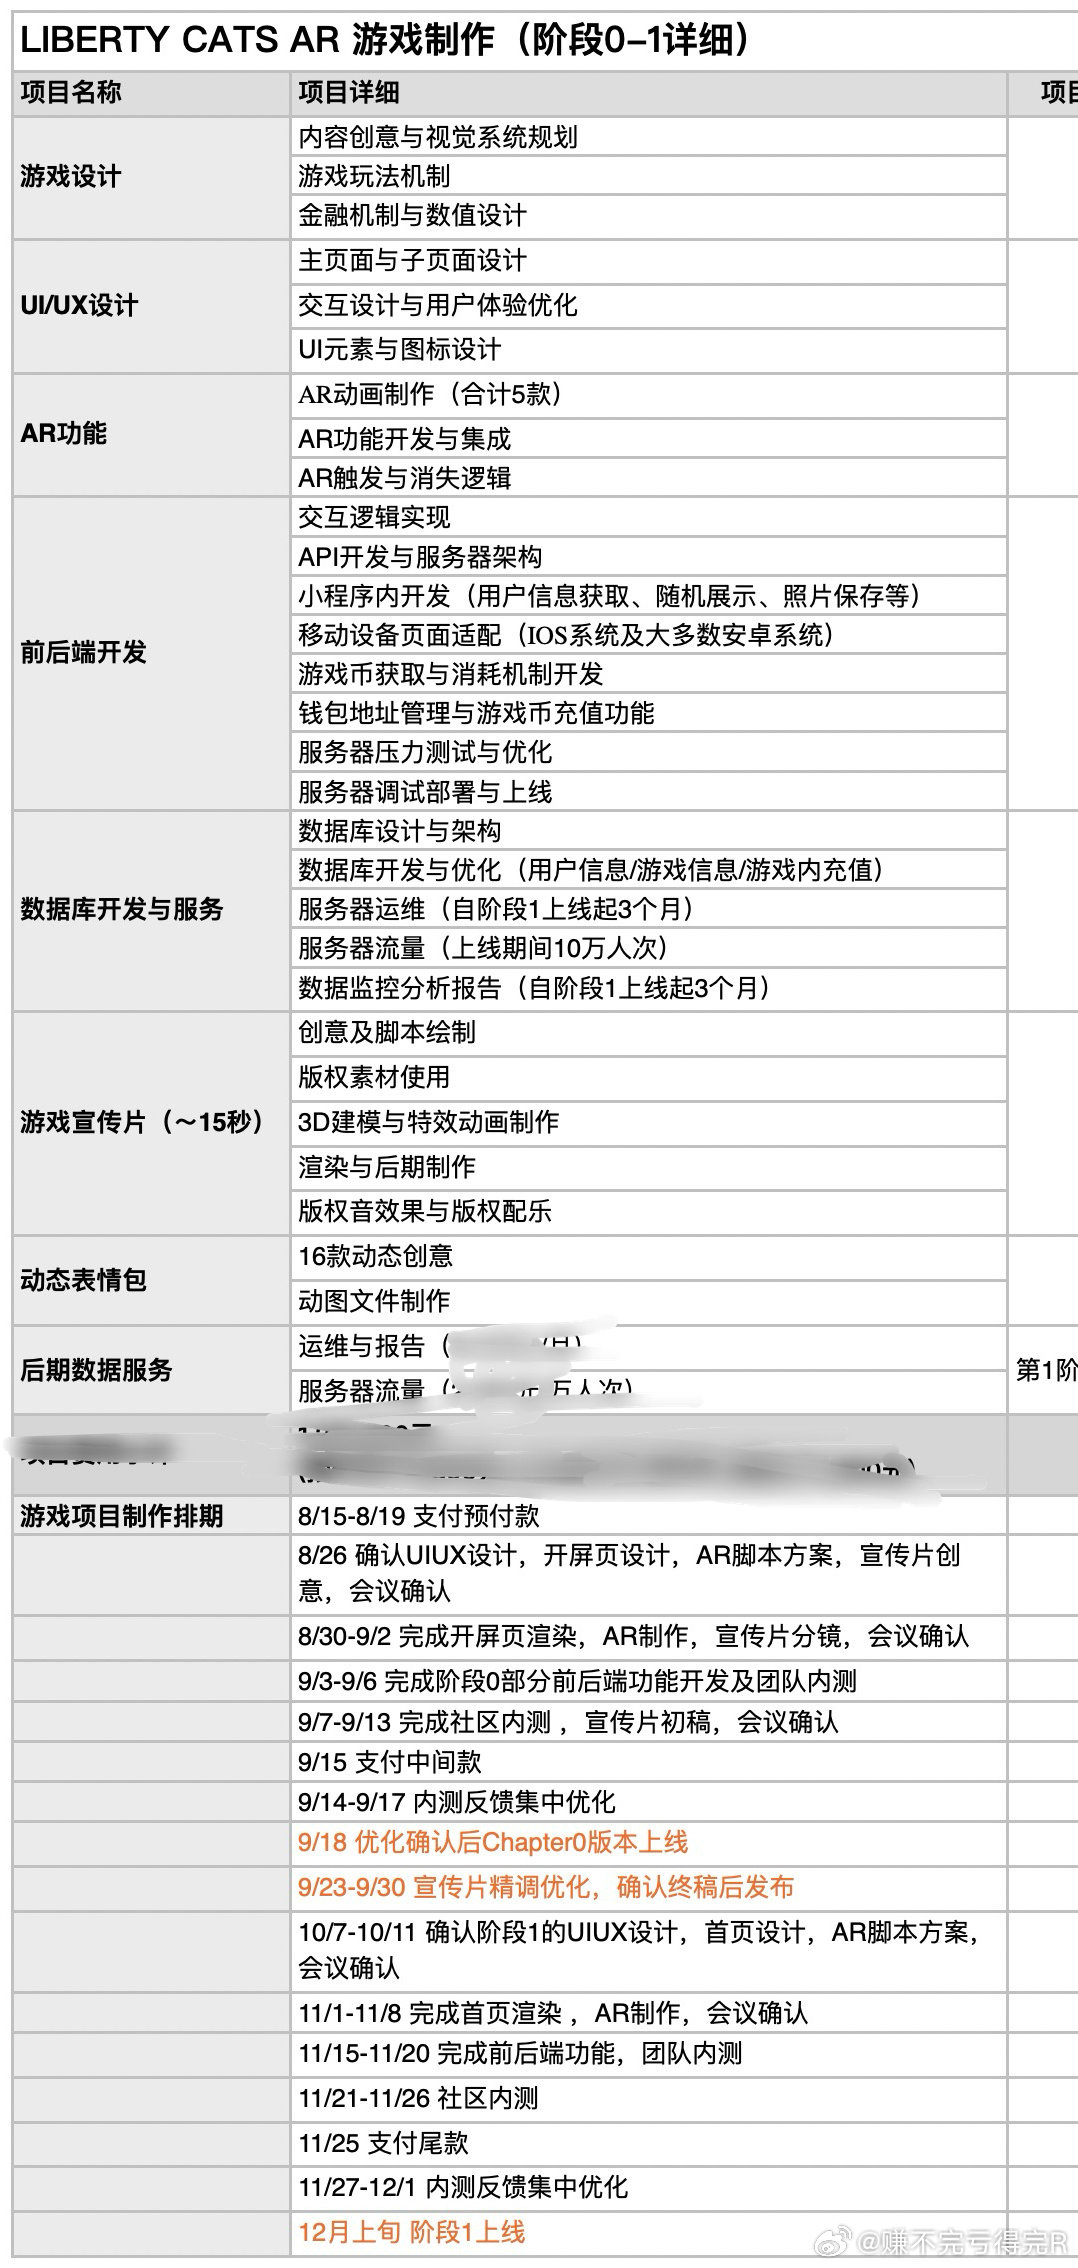 LIBERTY CATS AR 游戏制作（阶段0-1详细）
项目名称
项目详细
项目
游戏设计
内容创意与视觉系统规划
游戏玩法机制
金融机制与数值设计
UI/UX设计
主页面与子页面设计
交互设计与用户体验优化
UI元素与图标设计
AR功能
AR动画制作（合计5款）
AR功能开发与集成
AR触发与消失逻辑
前后端开发
交互逻辑实现
API开发与服务器架构
小程序内开发（用户信息获取、随机展示、照片保存等）
移动设备页面适配（IOS系统及大多数安卓系统）
游戏币获取与消耗机制开发
钱包地址管理与游戏币充值功能
服务器压力测试与优化
服务器调试部署与上线
数据库开发与服务
数据库设计与架构
数据库开发与优化（用户信息/游戏信息/游戏内充值）
服务器运维（自阶段1上线起3个月）
服务器流量（上线期间10万人次）
数据监控分析报告（自阶段1上线起3个月）
游戏宣传片（～15秒）
创意及脚本绘制
版权素材使用
3D建模与特效动画制作
渲染与后期制作
版权音效果与版权配乐
动态表情包
16款动态创意
动图文件制作
后期数据服务
运维与报告（ /月）
服务器流量（ 万人次）
第1阶
游戏项目制作排期
8/15-8/19 支付预付款
8/26 确认UIUX设计，开屏页设计，AR脚本方案，宣传片创
意，会议确认
8/30-9/2 完成开屏页渲染，AR制作，宣传片分镜，会议确认
9/3-9/6 完成阶段0部分前后端功能开发及团队内测
9/7-9/13 完成社区内测 ，宣传片初稿，会议确认
9/15 支付中间款
9/14-9/17 内测反馈集中优化
9/18 优化确认后Chapter0版本上线
9/23-9/30 宣传片精调优化，确认终稿后发布
10/7-10/11 确认阶段1的UIUX设计，首页设计，AR脚本方案，
会议确认
11/1-11/8 完成首页渲染 ，AR制作，会议确认
11/15-11/20 完成前后端功能，团队内测
11/21-11/26 社区内测
11/25 支付尾款
11/27-12/1 内测反馈集中优化
12月上旬 阶段1上线
@赚不完亏得完R